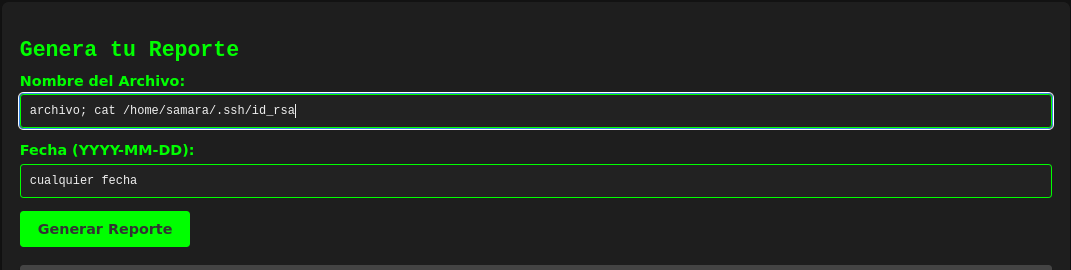 Genera tu Reporte
Nombre del Archivo:
archivo; cat /home/samara/.ssh/id_rsa
Fecha (YYYY-MM-DD):
cualquier fecha
Generar Reporte